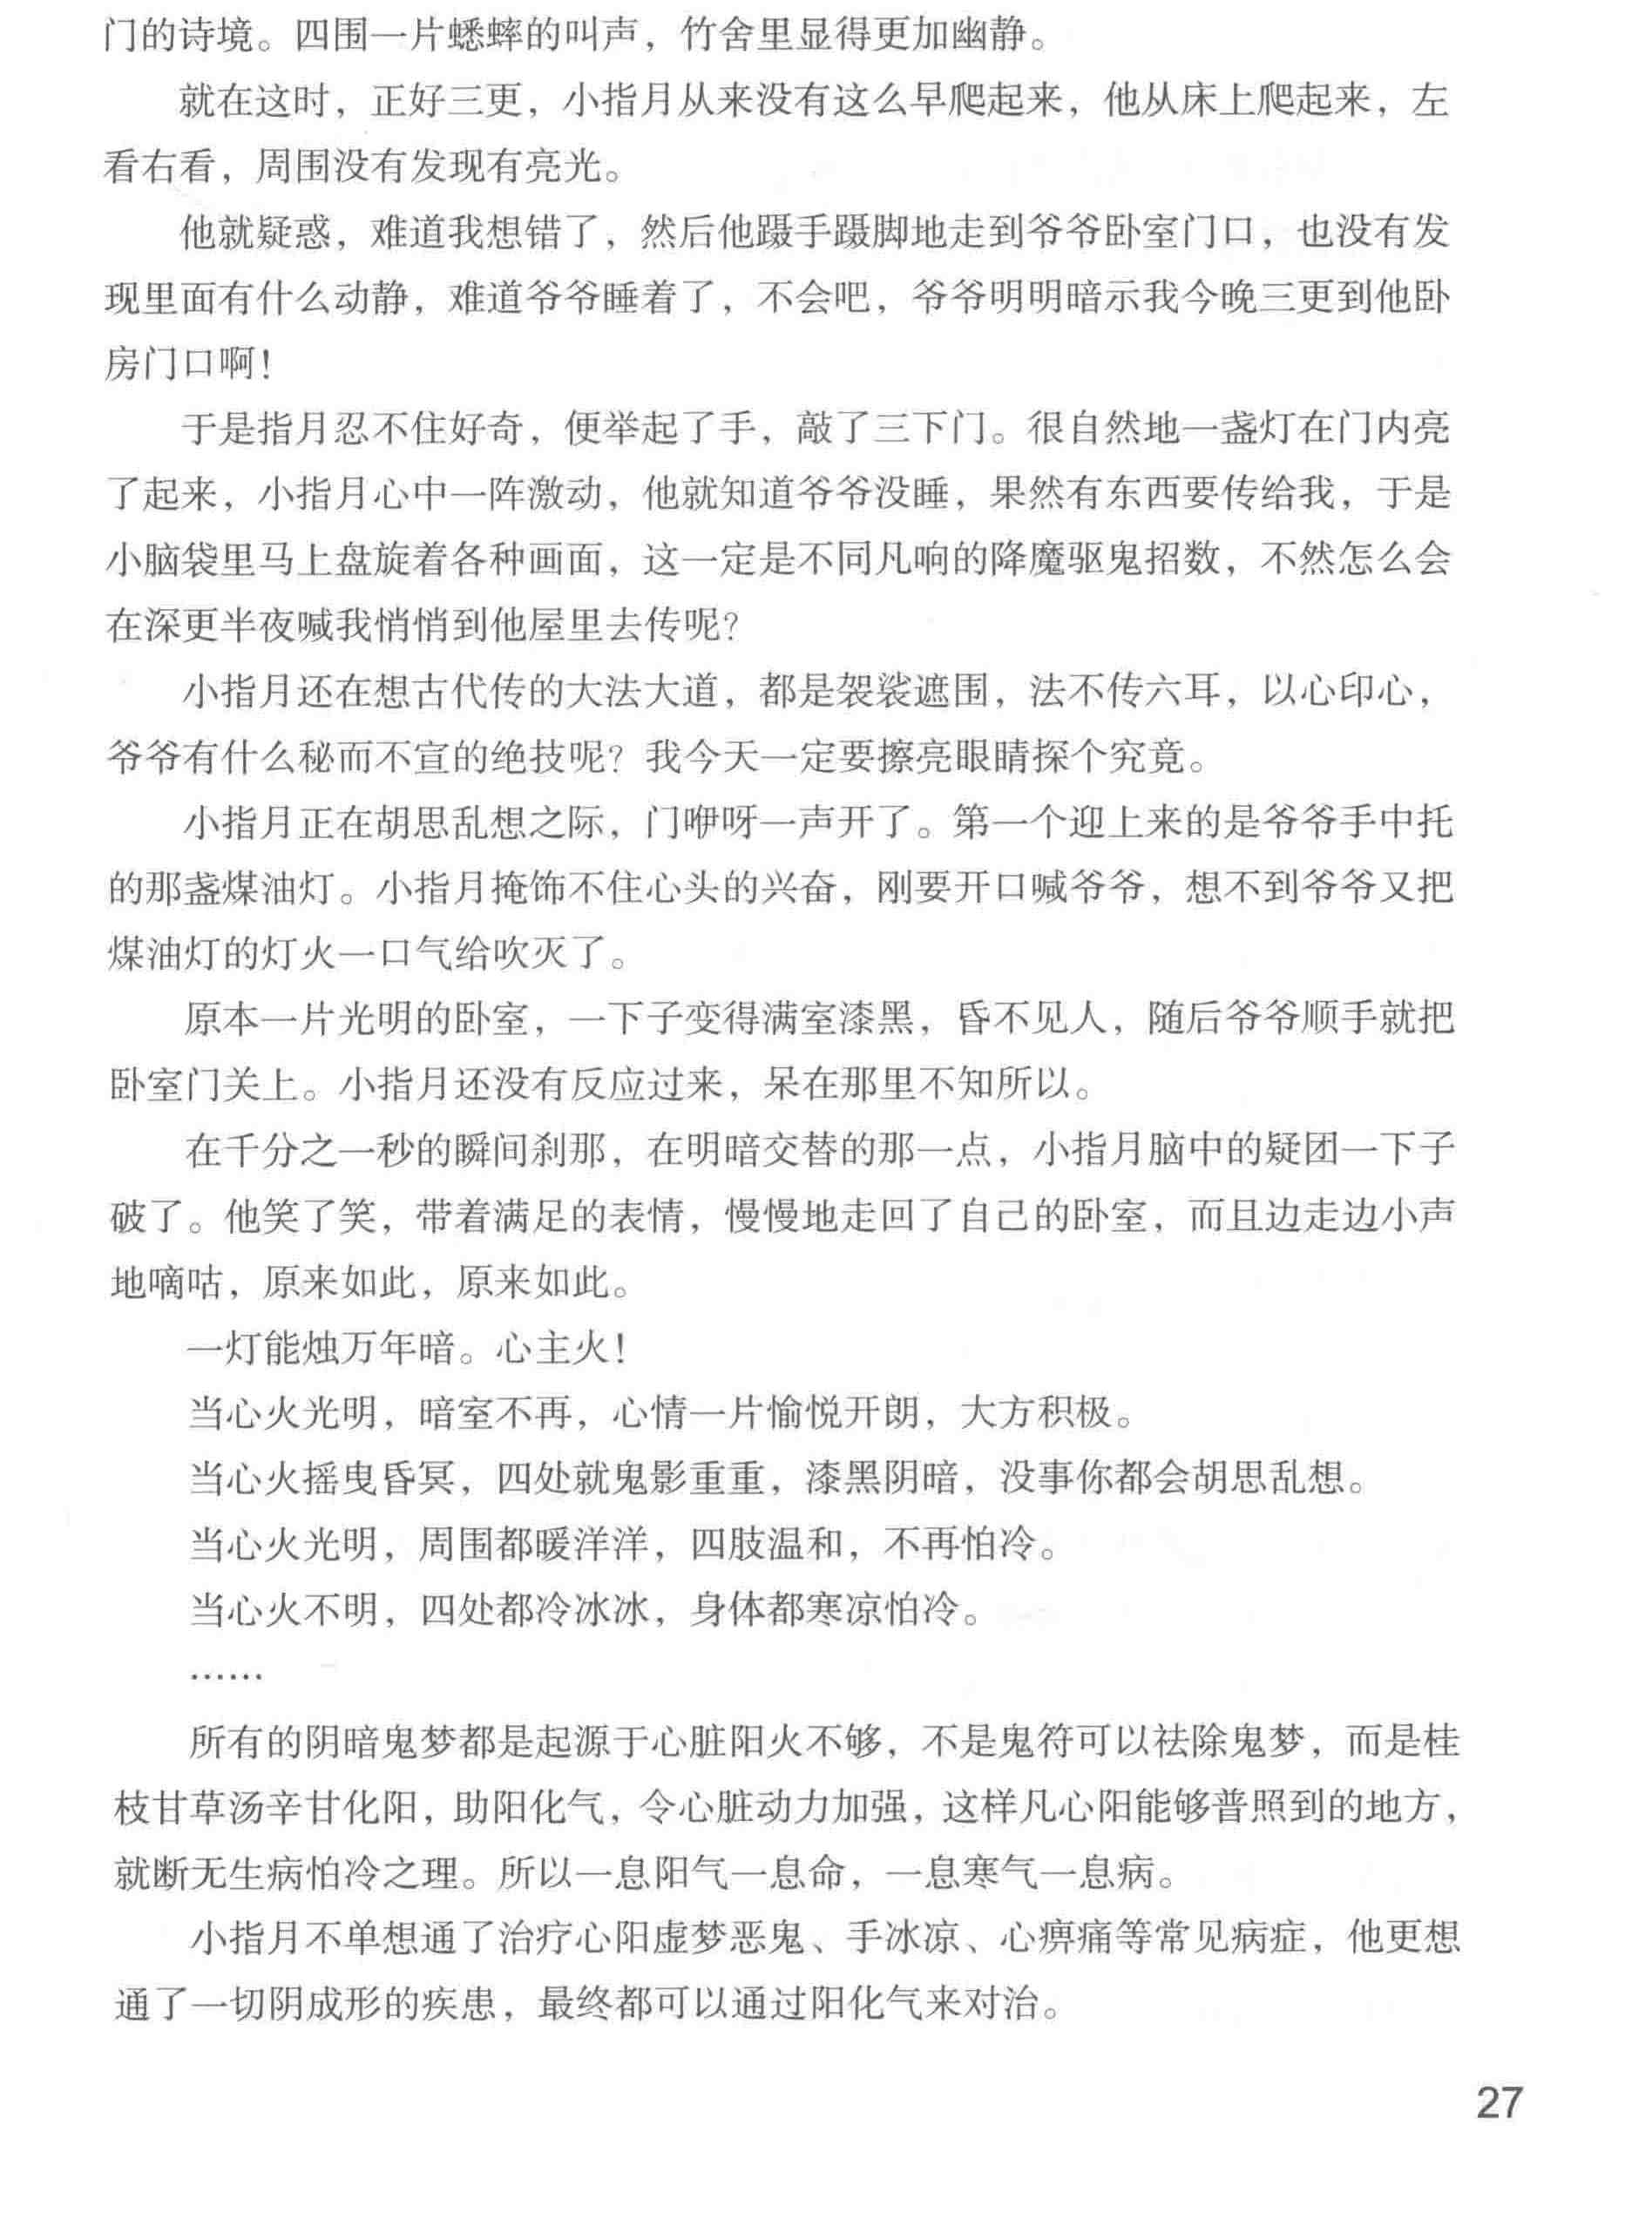 门的诗境。四围一片蟋蟀的叫声，竹舍里显得更加幽静。
就在这时，正好三更，小指月从来没有这么早爬起来，他从床上爬起来，左
看右看，周围没有发现有亮光。
他就疑惑，难道我想错了，然后他蹑手蹑脚地走到爷爷卧室门口，也没有发
现里面有什么动静，难道爷爷睡着了，不会吧，爷爷明明暗示我今晚三更到他卧
房门口啊！
于是指月忍不住好奇，便举起了手，敲了三下门。很自然地一盏灯在门内亮
了起来，小指月心中一阵激动，他就知道爷爷没睡，果然有东西要传给我，于是
小脑袋里马上盘旋着各种画面，这一定是不同凡响的降魔驱鬼招数，不然怎么会
在深更半夜喊我悄悄到他屋里去传呢？
小指月还在想古代传的大法大道，都是袈裟遮围，法不传六耳，以心印心，
爷爷有什么秘而不宣的绝技呢？我今天一定要擦亮眼睛探个究竟。
小指月正在胡思乱想之际，门咿呀一声开了。第一个迎上来的是爷爷手中托
的那盏煤油灯。小指月掩饰不住心头的兴奋，刚要开口喊爷爷，想不到爷爷又把
煤油灯的灯火一口气给吹灭了。
原本一片光明的卧室，一下子变得满室漆黑，昏不见人，随后爷爷顺手就把
卧室门关上。小指月还没有反应过来，呆在那里不知所以。
在千分之一秒的瞬间刹那，在明暗交替的那一点，小指月脑中的疑团一下子
破了。他笑了笑，带着满足的表情，慢慢地走回了自己的卧室，而且边走边小声
地嘀咕，原来如此，原来如此。
一灯能烛万年暗。心主火！
当心火光明，暗室不再，心情一片愉悦开朗，大方积极。
当心火摇曳昏冥，四处就鬼影重重，漆黑阴暗，没事你都会胡思乱想。
当心火光明，周围都暖洋洋，四肢温和，不再怕冷。
当心火不明，四处都冷冰冰，身体都寒凉怕冷。
……
所有的阴暗鬼梦都是起源于心脏阳火不够，不是鬼符可以祛除鬼梦，而是桂
枝甘草汤辛甘化阳，助阳化气，令心脏动力加强，这样凡心阳能够普照到的地方，
就断无生病怕冷之理。所以一息阳气一息命，一息寒气一息病。
小指月不单想通了治疗心阳虚梦恶鬼、手冰凉、心痹痛等常见病症，他更想
通了一切阴成形的疾患，最终都可以通过阳化气来对治。
27